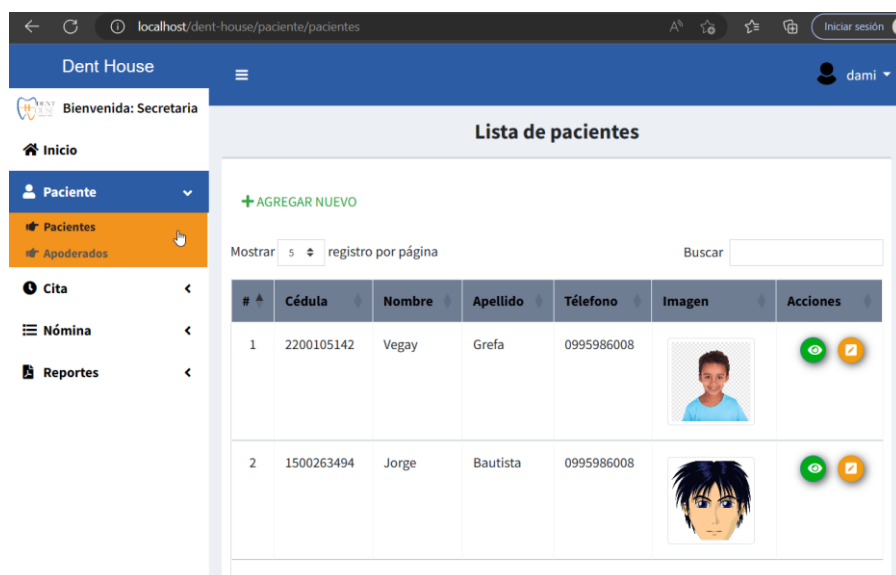 localhost/dent-house/paciente/pacientes
Iniciar sesión
Dent House
dami
Bienvenida: Secretaria
Inicio
Lista de pacientes
Paciente
AGREGAR NUEVO
Pacientes
Apoderados
Mostrar 5 registro por página
Buscar
Cita
# Cédula Nombre Apellido Télefono Imagen Acciones
Nómina
1 2200105142 Vegay Grefa 0995986008
Reportes
2 1500263494 Jorge Bautista 0995986008